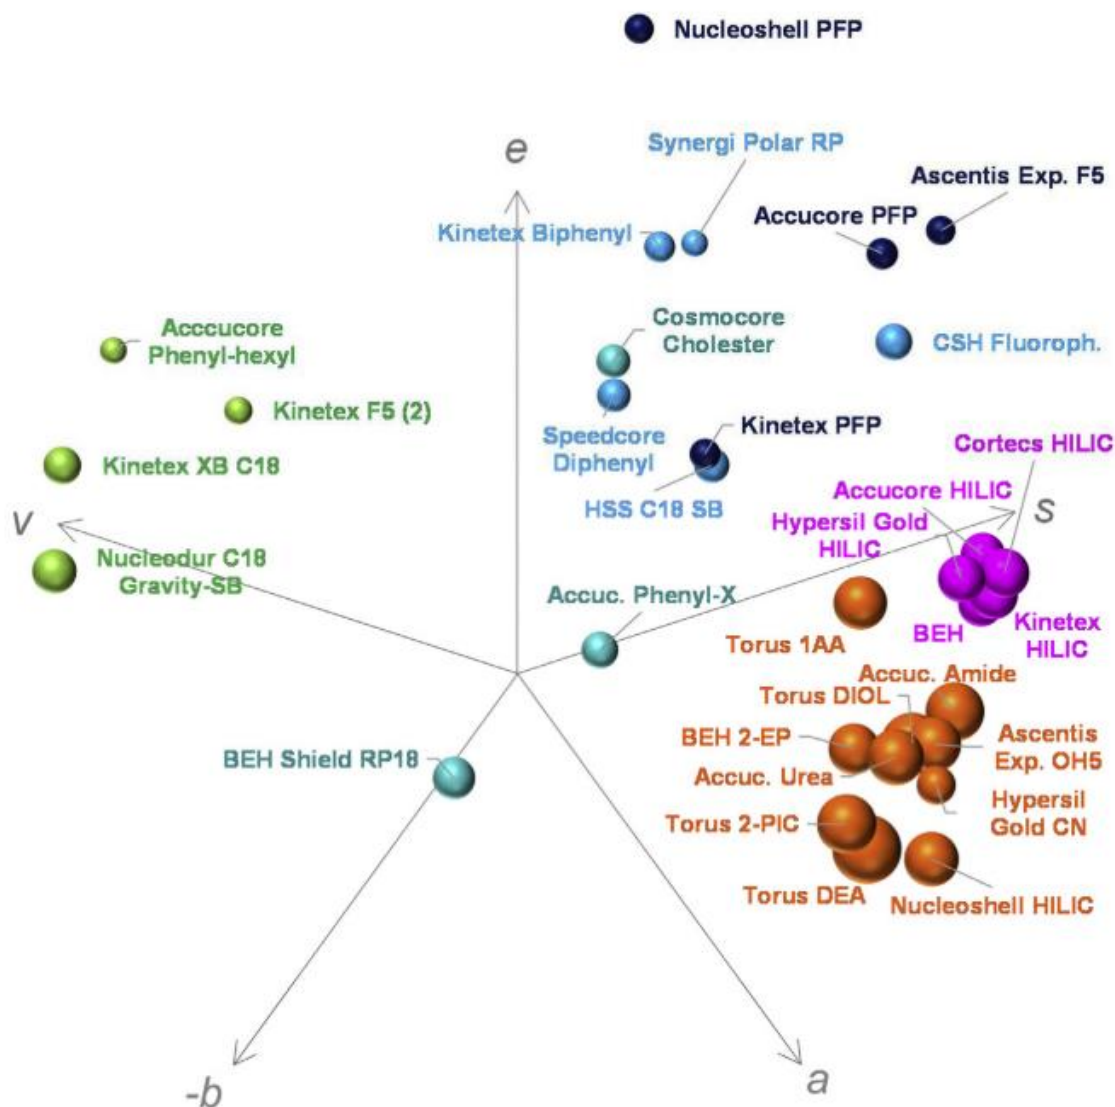 Nucleoshell PFP
Synergi Polar RP
e
Ascentis Exp. F5
Accucore PFP
Kinetex Biphenyl
Acccucore
Phenyl-hexyl
Cosmocore
Cholester
CSH Fluoroph.
Kinetex F5 (2)
Kinetex PFP
Speedcore
Diphenyl
Cortecs HILIC
Kinetex XB C18
Accucore HILIC
HSS C18 SB
s
v
Hypersil Gold
HILIC
Nucleodur C18
Gravity-SB
Accuc. Phenyl-X
Torus 1AA
BEH
Kinetex
HILIC
Accuc. Amide
Torus DIOL
BEH 2-EP
Ascentis
Exp. OH5
BEH Shield RP18
Accuc. Urea
Hypersil
Gold CN
Torus 2-PIC
Torus DEA
Nucleoshell HILIC
-b
a